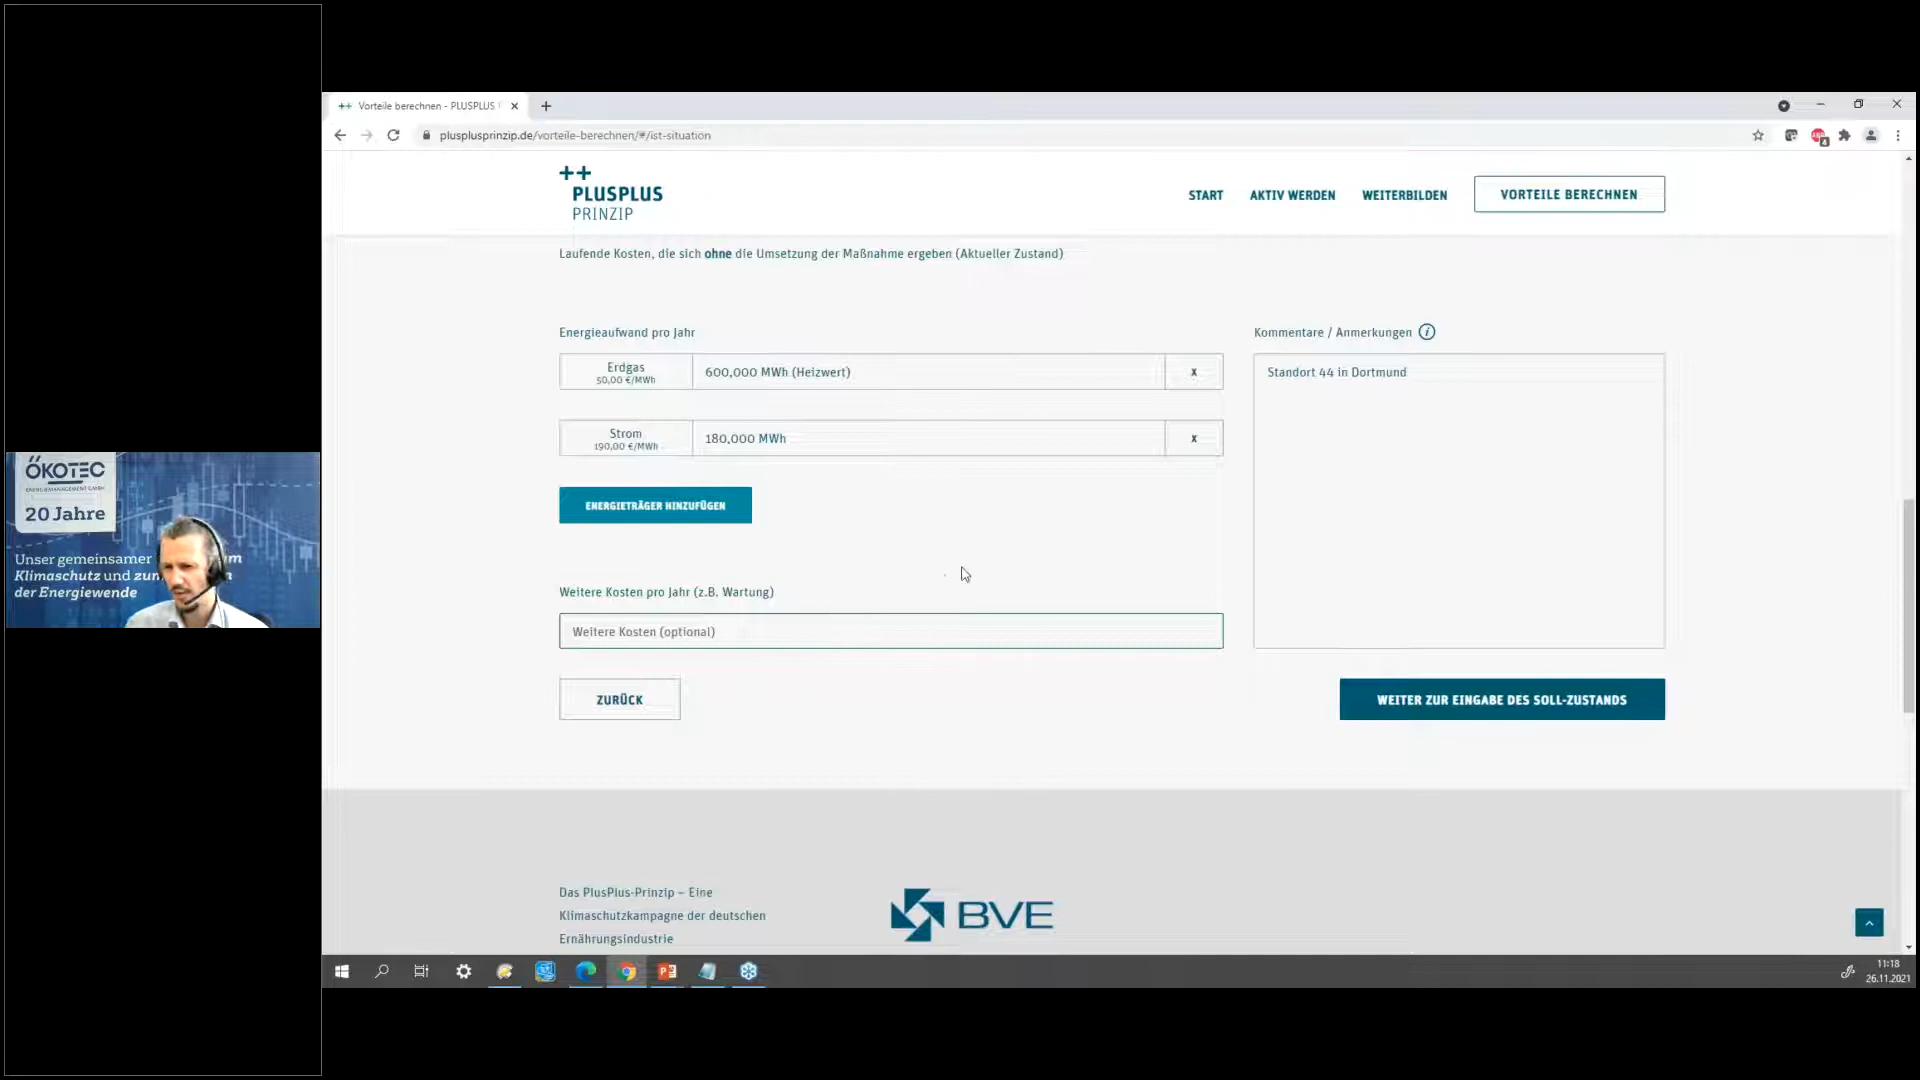 Vorteile berechnen - PLUSPLUS
plusplusprinzip.de/vorteile-berechnen/#/ist-situation
++
PLUSPLUS
PRINZIP
START
AKTIV WERDEN
WEITERBILDEN
VORTEILE BERECHNEN
Laufende Kosten, die sich ohne die Umsetzung der Maßnahme ergeben (Aktueller Zustand)
Energieaufwand pro Jahr
Erdgas
50,00 €/MWh
600,000 MWh (Heizwert)
x
Strom
190,00 €/MWh
180,000 MWh
x
ENERGIETRÄGER HINZUFÜGEN
Kommentare / Anmerkungen
Standort 44 in Dortmund
Weitere Kosten pro Jahr (z.B. Wartung)
Weitere Kosten (optional)
ZURÜCK
WEITER ZUR EINGABE DES SOLL-ZUSTANDS
Das PlusPlus-Prinzip – Eine
Klimaschutzkampagne der deutschen
Ernährungsindustrie
BVE
11:18
26.11.2021
ÖKOTEC
ENERGIEMANAGEMENT GMBH
20 Jahre
Unser gemeinsamer
Klimaschutz und zum
der Energiewende